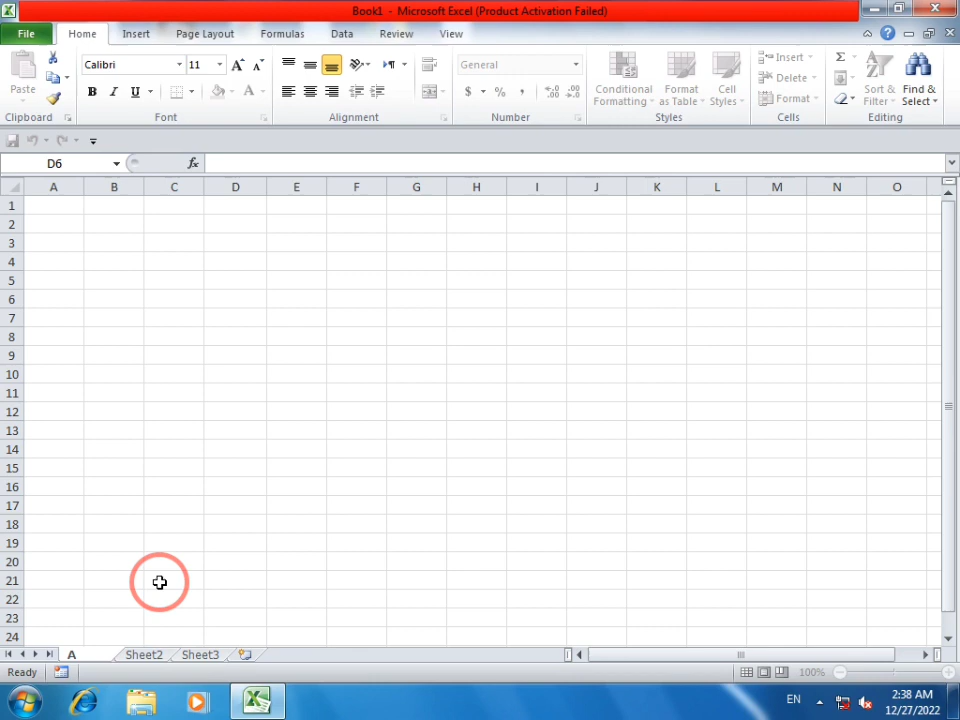 Book1 - Microsoft Excel (Product Activation Failed)
File Home Insert Page Layout Formulas Data Review View
Calibri 11 General
Paste
B I U $ % ,
Conditional Formatting
Format as Table
Cell Styles
Insert
Delete
Format
Σ
Sort & Filter
Find & Select
Clipboard Font Alignment Number Styles Cells Editing
D6 fx
A B C D E F G H I J K L M N O
1
2
3
4
5
6
7
8
9
10
11
12
13
14
15
16
17
18
19
20
21
22
23
24
A Sheet2 Sheet3
Ready 100%
EN 2:38 AM
12/27/2022